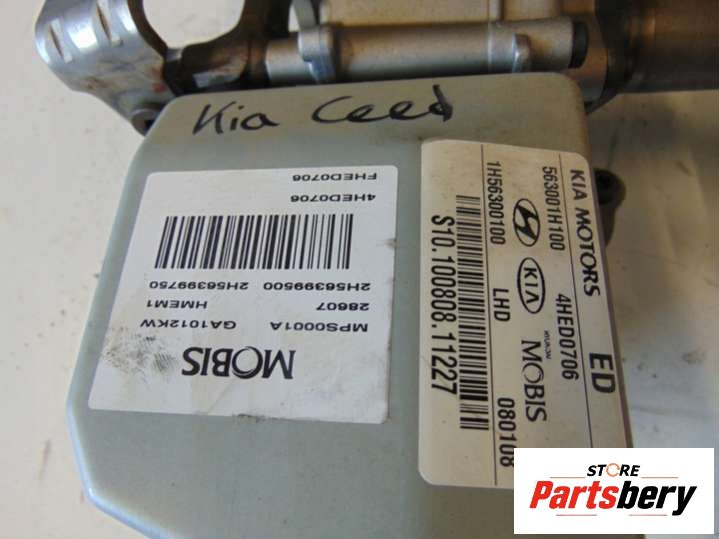 Kia Ceed
MOBIS
MPS0001A GA1012KW
28607 HMEM1
2H56399500 2H56399750
4HED0706
FHED0706
KIA MOTORS ED
563001H100 4HED0706
KIA MOBIS
1H56300100 LHD 080108
S10.100808.11227
STORE
Partsbery